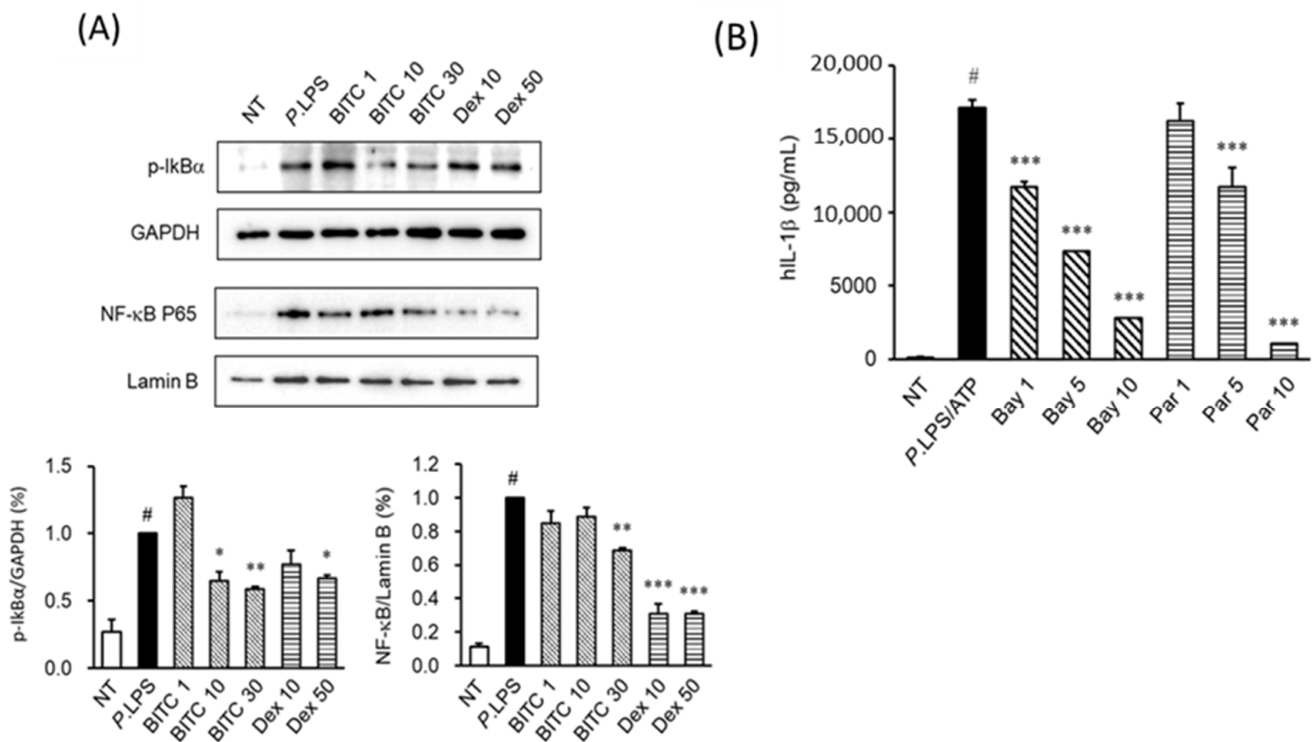 (A)
NT P.LPS BITC 1 BITC 10 BITC 30 Dex 10 Dex 50
p-IkBα
GAPDH
NF-κB P65
Lamin B
p-IkBα/GAPDH (%)
1.5
1.0
0.5
0.0
#
*
**
*
NT P.LPS BITC 1 BITC 10 BITC 30 Dex 10 Dex 50
NF-κB/Lamin B (%)
1.2
1.0
0.8
0.6
0.4
0.2
0.0
#
**
***
***
NT P.LPS BITC 1 BITC 10 BITC 30 Dex 10 Dex 50
(B)
hIL-1β (pg/mL)
20,000
15,000
10,000
5000
0
#
***
***
***
***
***
NT P.LPS/ATP Bay 1 Bay 5 Bay 10 Par 1 Par 5 Par 10